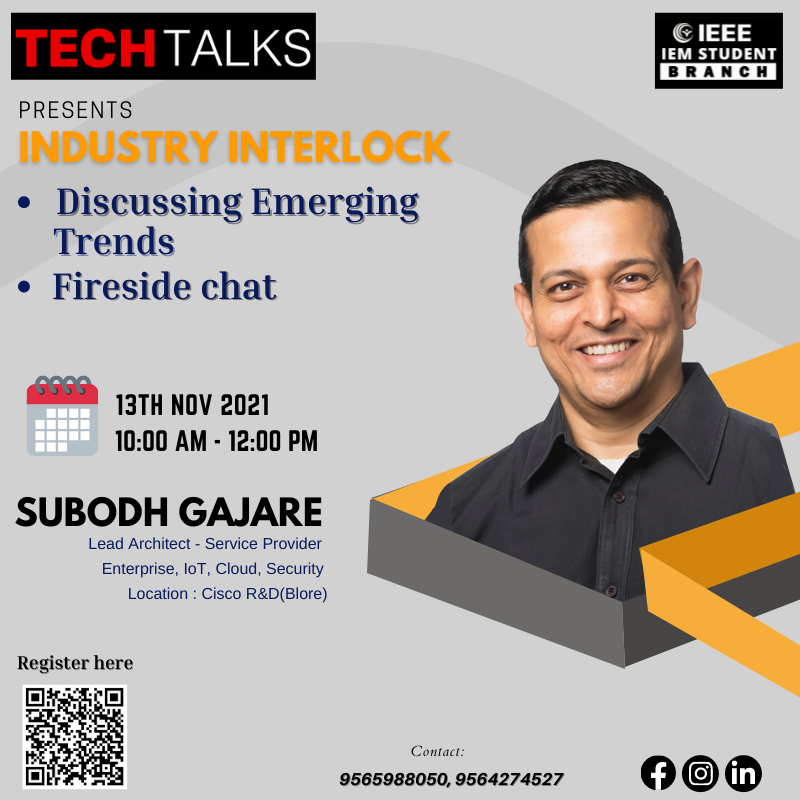 TECH TALKS
IEEE
IEM STUDENT
BRANCH
PRESENTS
INDUSTRY INTERLOCK
• Discussing Emerging
Trends
• Fireside chat
13TH NOV 2021
10:00 AM - 12:00 PM
SUBODH GAJARE
Lead Architect - Service Provider
Enterprise, IoT, Cloud, Security
Location : Cisco R&D(Blore)
Register here
Contact:
9565988050, 9564274527